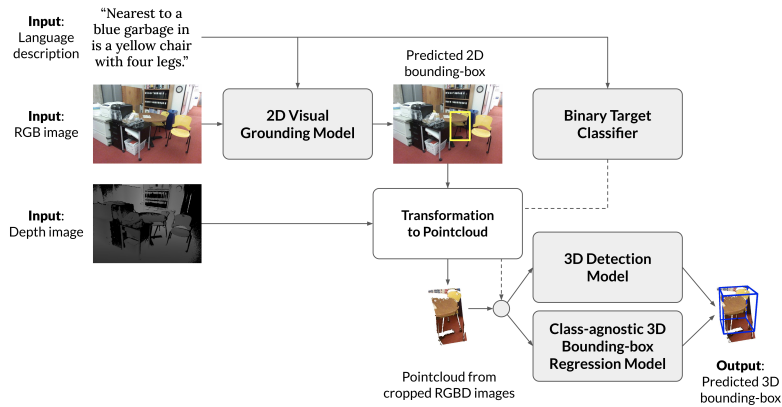 Input:
Language
description
“Nearest to a
blue garbage in
is a yellow chair
with four legs.”
Predicted 2D
bounding-box
Input:
RGB image
2D Visual
Grounding Model
Binary Target
Classifier
Input:
Depth image
Transformation
to Pointcloud
3D Detection
Model
Class-agnostic 3D
Bounding-box
Regression Model
Pointcloud from
cropped RGBD images
Output:
Predicted 3D
bounding-box